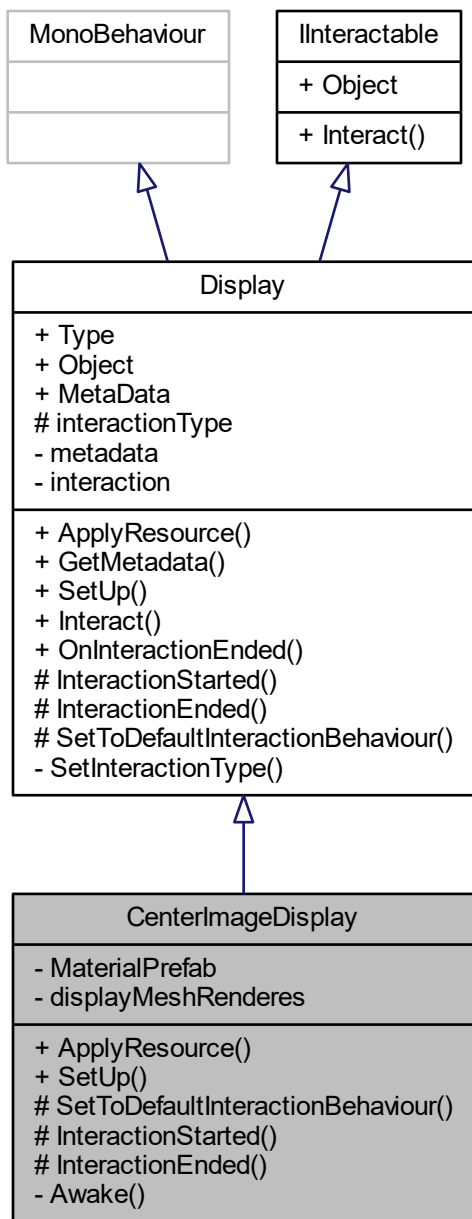 MonoBehaviour
IInteractable
+ Object
+ Interact()
Display
+ Type
+ Object
+ MetaData
# interactionType
- metadata
- interaction
+ ApplyResource()
+ GetMetadata()
+ SetUp()
+ Interact()
+ OnInteractionEnded()
# InteractionStarted()
# InteractionEnded()
# SetToDefaultInteractionBehaviour()
- SetInteractionType()
CenterImageDisplay
- MaterialPrefab
- displayMeshRenderes
+ ApplyResource()
+ SetUp()
# SetToDefaultInteractionBehaviour()
# InteractionStarted()
# InteractionEnded()
- Awake()